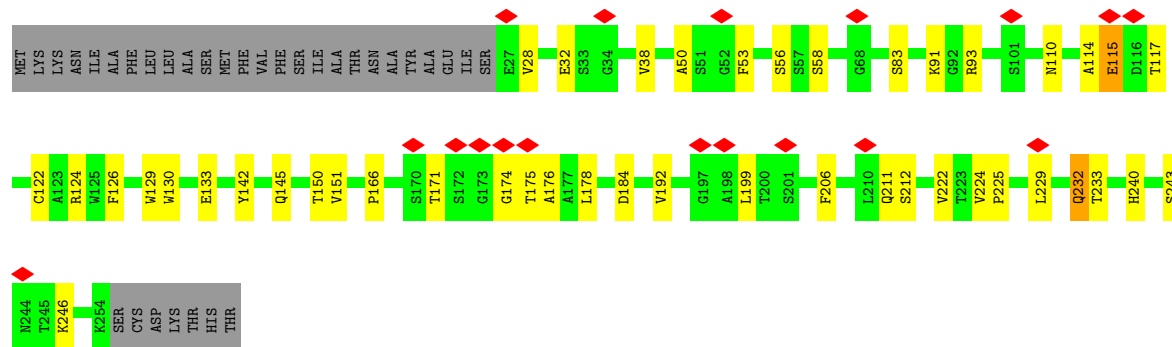 MET LYS LYS ASN ILE ALA ALA PHE LEU LEU ALA SER MET PHE VAL PHE SER ILE ALA THR ASN ALA TYR ALA GLU ILE SER E27 V28 E32 S33 G34 V38 A50 S51 G52 F53 S56 S57 S58 G68 S83 K91 G92 R93 S101 N110 A114 E115 D116 T117
C122 A123 R124 W125 F126 W129 W130 E133 Y142 Q145 T150 V151 P166 S170 T171 S172 G173 G174 T175 A176 A177 L178 D184 V192 G197 A198 L199 T200 S201 F206 L210 Q211 S212 V222 T223 V224 P225 L229 Q232 T233 H240 S243
N244 T245 K246 K254 SER CYS ASP LYS THR HIS THR